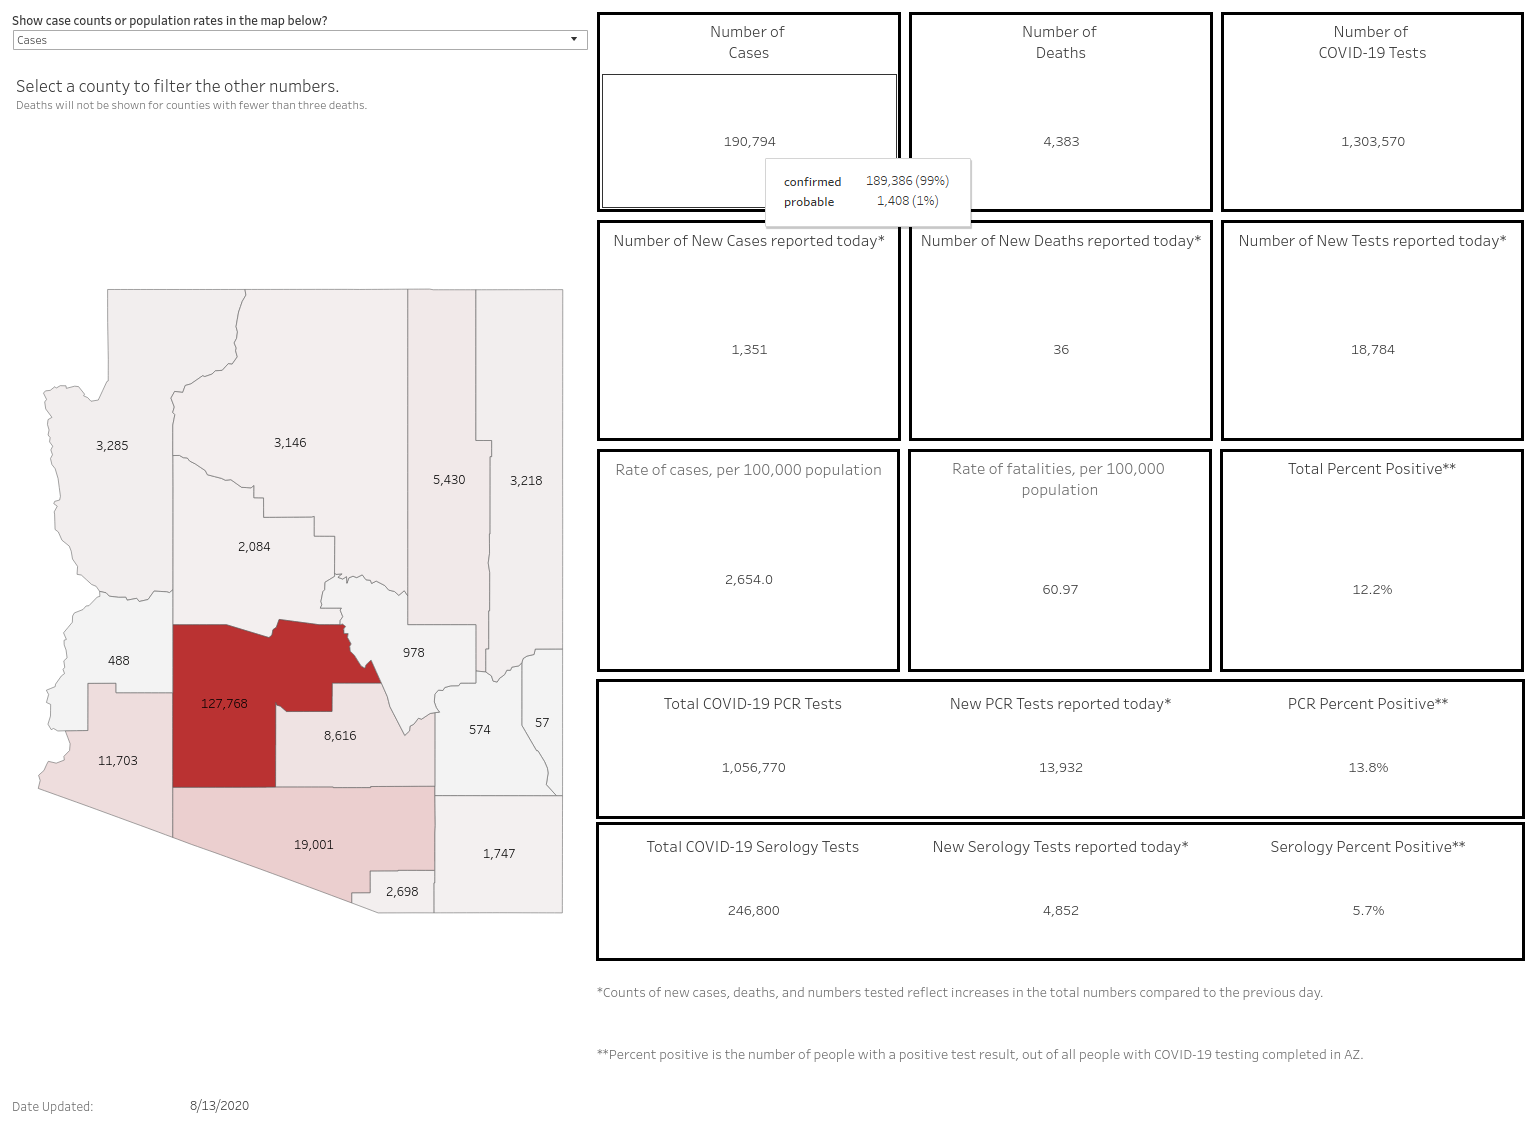 Show case counts or population rates in the map below?
Cases
Select a county to filter the other numbers.
Deaths will not be shown for counties with fewer than three deaths.
3,285
3,146
5,430
3,218
2,084
488
978
127,768
574
57
8,616
11,703
19,001
1,747
2,698
Number of
Cases
190,794
confirmed 189,386 (99%)
probable 1,408 (1%)
Number of
Deaths
4,383
Number of
COVID-19 Tests
1,303,570
Number of New Cases reported today*
1,351
Number of New Deaths reported today*
36
Number of New Tests reported today*
18,784
Rate of cases, per 100,000 population
2,654.0
Rate of fatalities, per 100,000
population
60.97
Total Percent Positive**
12.2%
Total COVID-19 PCR Tests New PCR Tests reported today* PCR Percent Positive**
1,056,770 13,932 13.8%
Total COVID-19 Serology Tests New Serology Tests reported today* Serology Percent Positive**
246,800 4,852 5.7%
*Counts of new cases, deaths, and numbers tested reflect increases in the total numbers compared to the previous day.
**Percent positive is the number of people with a positive test result, out of all people with COVID-19 testing completed in AZ.
Date Updated: 8/13/2020